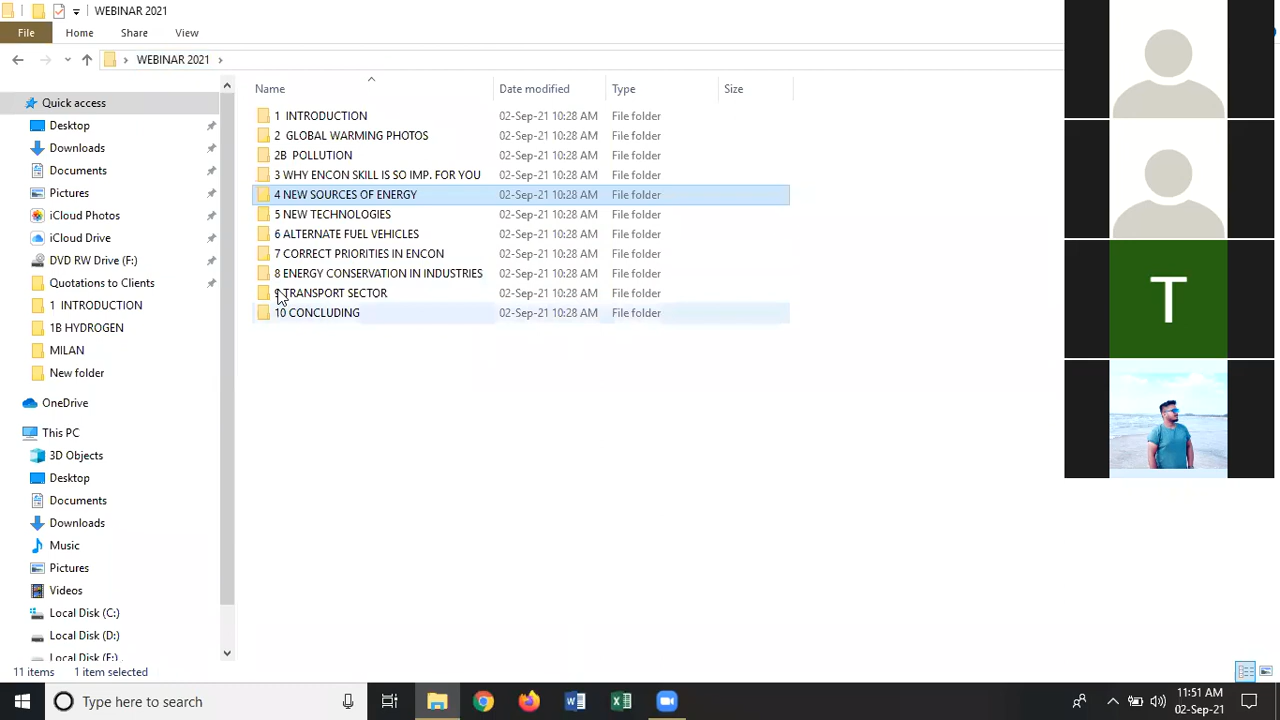 WEBINAR 2021
File Home Share View
WEBINAR 2021
Name Date modified Type Size
Quick access
Desktop
Downloads
Documents
Pictures
iCloud Photos
iCloud Drive
DVD RW Drive (F:)
Quotations to Clients
1 INTRODUCTION
1B HYDROGEN
MILAN
New folder
OneDrive
This PC
3D Objects
Desktop
Documents
Downloads
Music
Pictures
Videos
Local Disk (C:)
Local Disk (D:)
Local Disk (E:)
1 INTRODUCTION 02-Sep-21 10:28 AM File folder
2 GLOBAL WARMING PHOTOS 02-Sep-21 10:28 AM File folder
2B POLLUTION 02-Sep-21 10:28 AM File folder
3 WHY ENCON SKILL IS SO IMP. FOR YOU 02-Sep-21 10:28 AM File folder
4 NEW SOURCES OF ENERGY 02-Sep-21 10:28 AM File folder
5 NEW TECHNOLOGIES 02-Sep-21 10:28 AM File folder
6 ALTERNATE FUEL VEHICLES 02-Sep-21 10:28 AM File folder
7 CORRECT PRIORITIES IN ENCON 02-Sep-21 10:28 AM File folder
8 ENERGY CONSERVATION IN INDUSTRIES 02-Sep-21 10:28 AM File folder
9 TRANSPORT SECTOR 02-Sep-21 10:28 AM File folder
10 CONCLUDING 02-Sep-21 10:28 AM File folder
T
11 items 1 item selected
Type here to search
11:51 AM
02-Sep-21